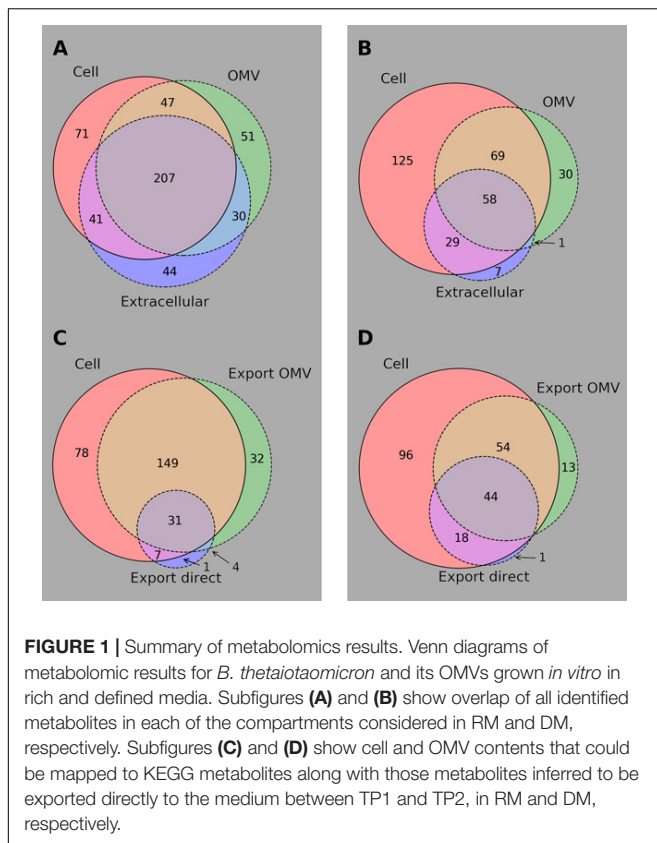 A
Cell
OMV
47
71
51
207
41
30
44
Extracellular
B
Cell
OMV
125
69
30
58
29
1
7
Extracellular
C
Cell
Export OMV
78
149
32
31
7
1
4
Export direct
D
Cell
Export OMV
96
54
13
44
18
1
Export direct
FIGURE 1 | Summary of metabolomics results. Venn diagrams of
metabolomic results for B. thetaiotaomicron and its OMVs grown in vitro in
rich and defined media. Subfigures (A) and (B) show overlap of all identified
metabolites in each of the compartments considered in RM and DM,
respectively. Subfigures (C) and (D) show cell and OMV contents that could
be mapped to KEGG metabolites along with those metabolites inferred to be
exported directly to the medium between TP1 and TP2, in RM and DM,
respectively.